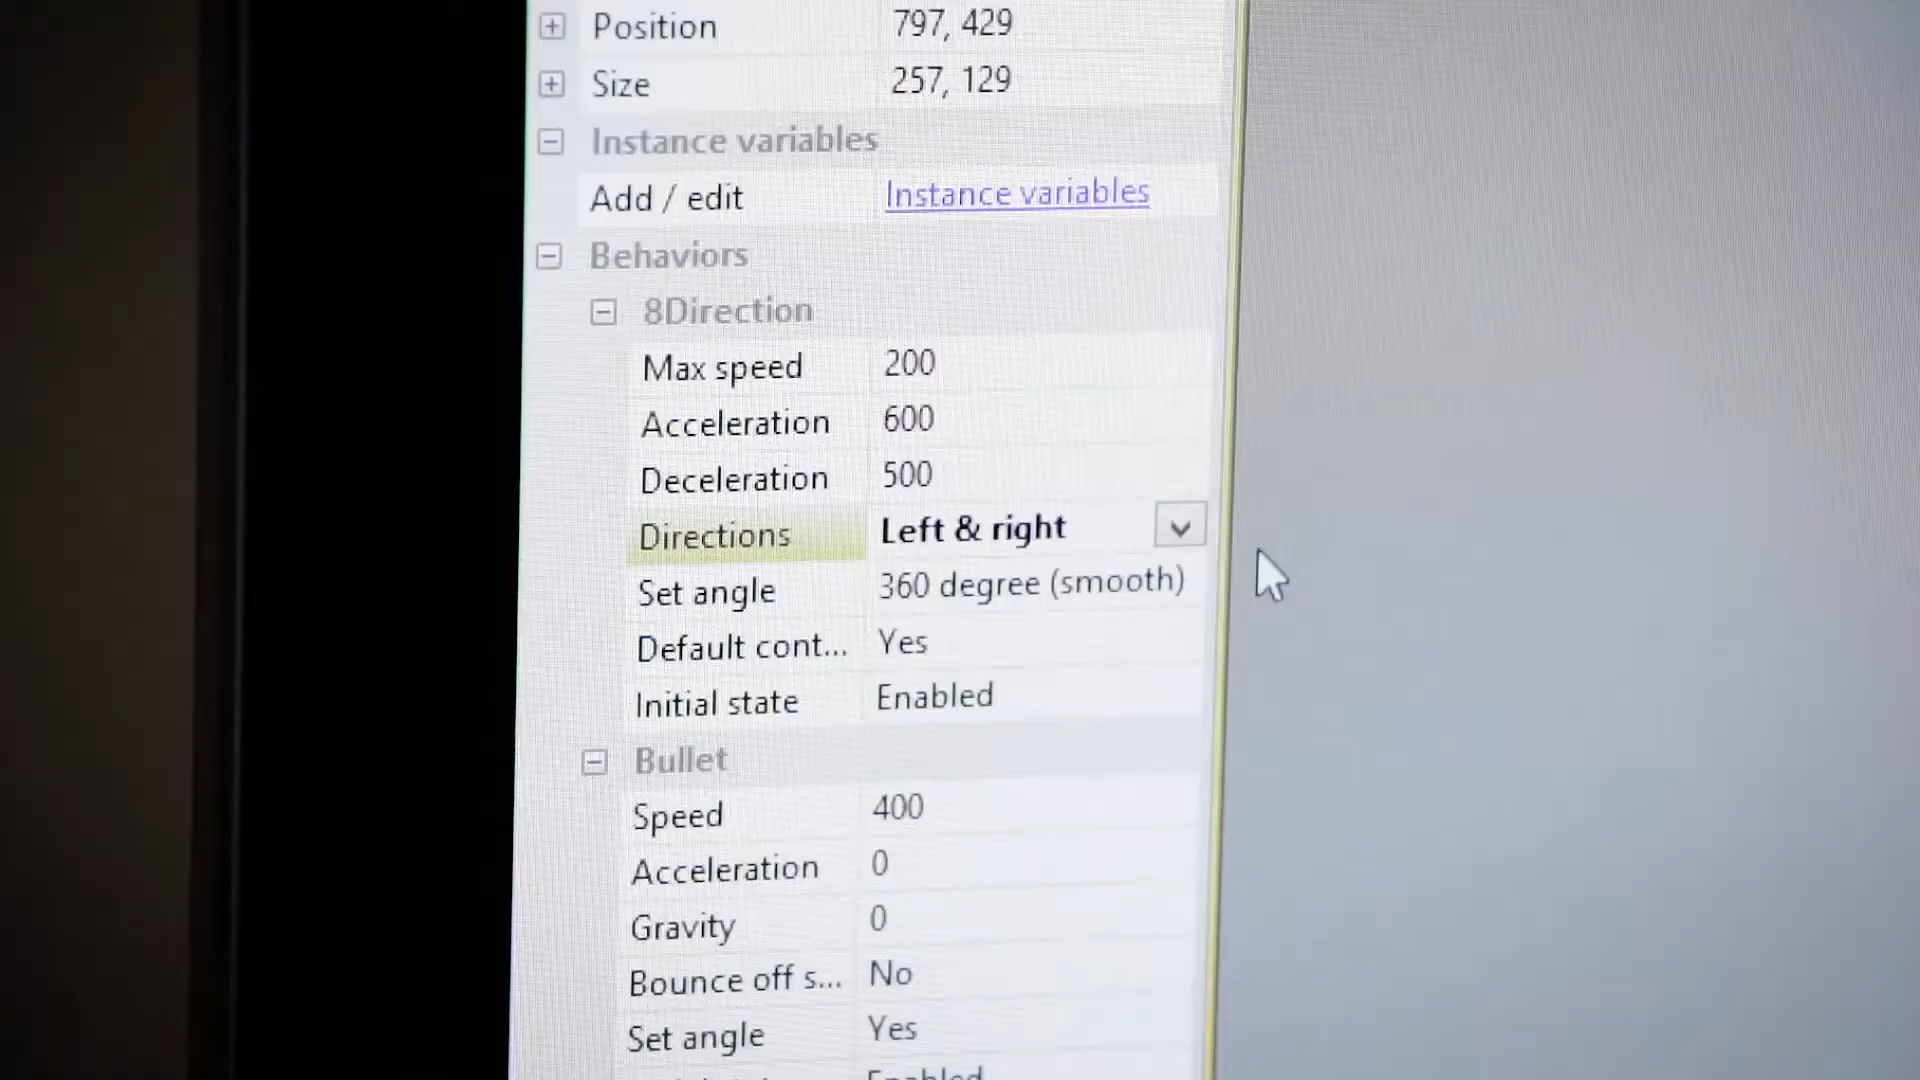 Position 797, 429
Size 257, 129
Instance variables
Add / edit Instance variables
Behaviors
8Direction
Max speed 200
Acceleration 600
Deceleration 500
Directions Left & right
Set angle 360 degree (smooth)
Default cont... Yes
Initial state Enabled
Bullet
Speed 400
Acceleration 0
Gravity 0
Bounce off s... No
Set angle Yes
Enabled